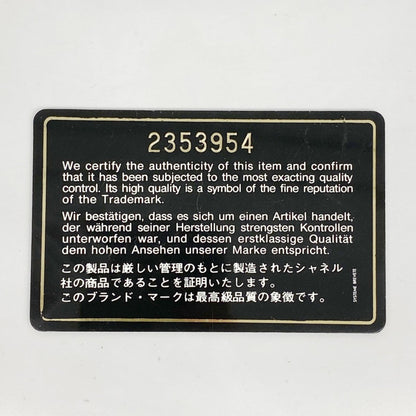 2353954
We certify the authenticity of this item and confirm
that it has been subjected to the most exacting quality
control. Its high quality is a symbol of the fine reputation
of the Trademark.
Wir bestätigen, dass es sich um einen Artikel handelt,
der während seiner Herstellung strengsten Kontrollen
unterworfen war, und dessen erstklassige Qualität
dem hohen Ansehen unserer Marke entspricht.
この製品は厳しい管理のもとに製造されたシャネル
社の商品であることを証明いたします。
このブランド・マークは最高級品質の象徴です。